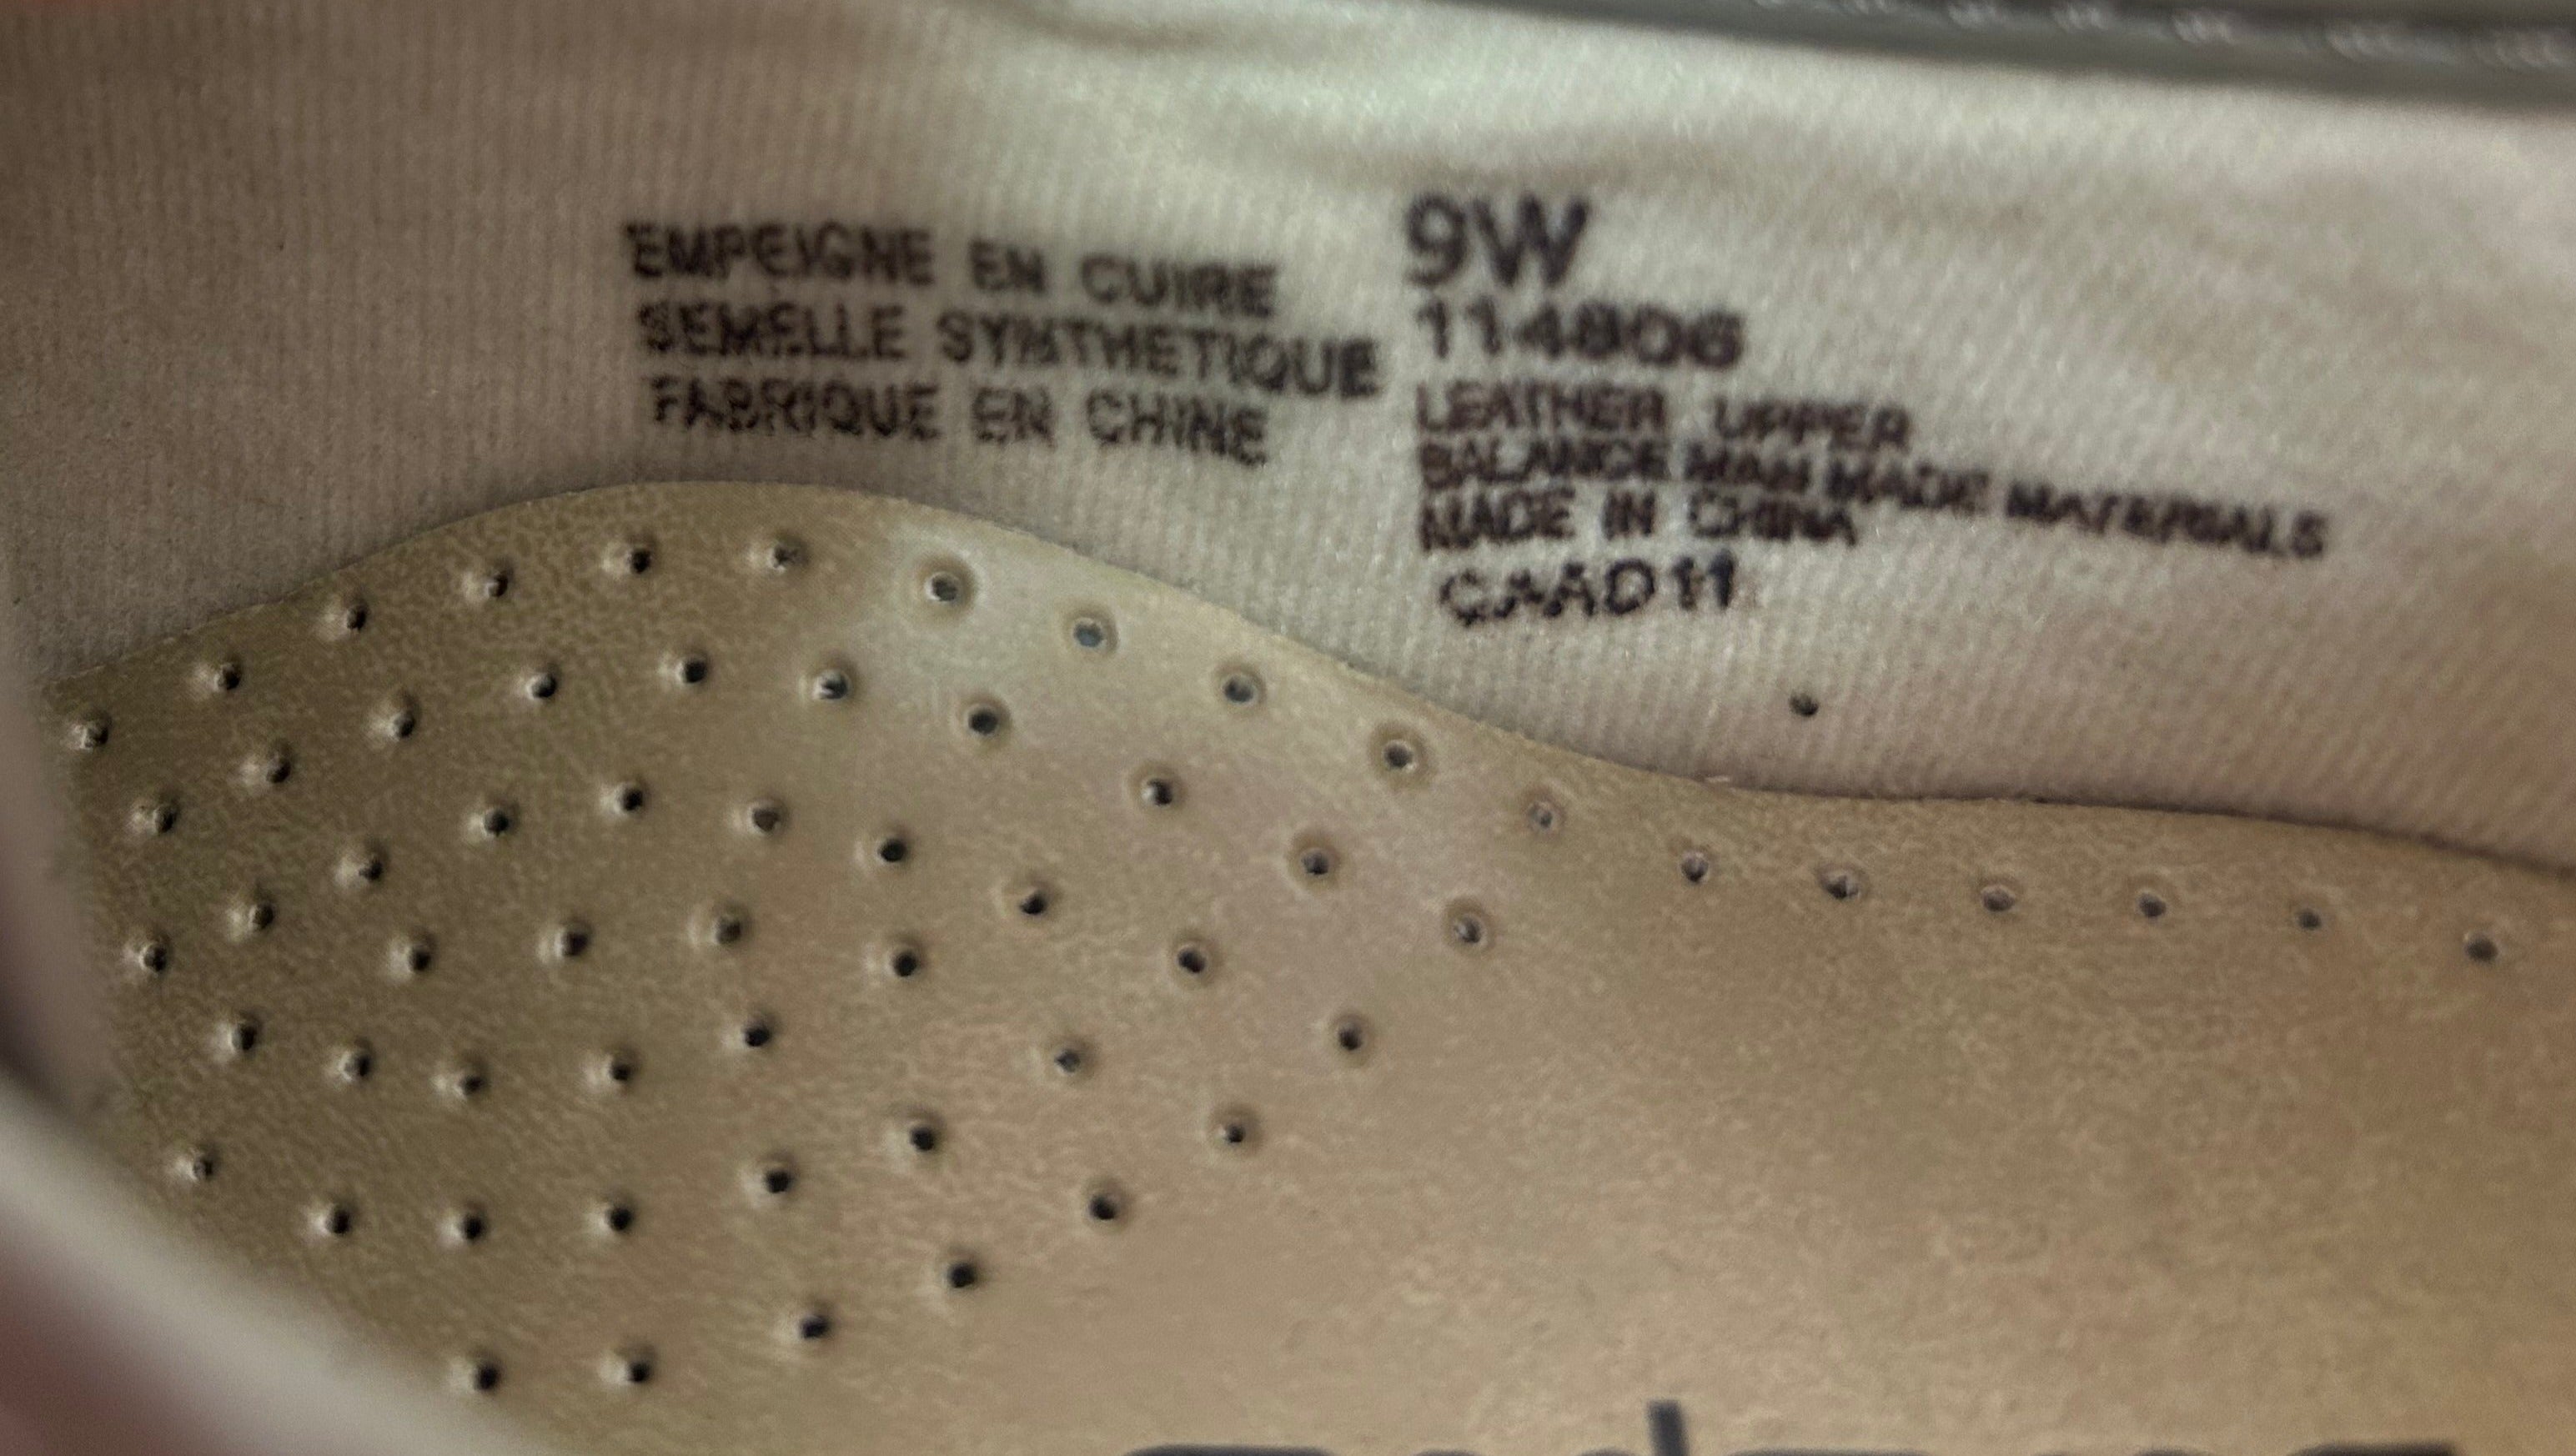 EMPEIGNE EN CUIRE
SEMELLE SYNTHETIQUE
FABRIQUE EN CHINE
9W
114806
LEATHER UPPER
BALANCE MAN MADE MATERIALS
MADE IN CHINA
CAAD11